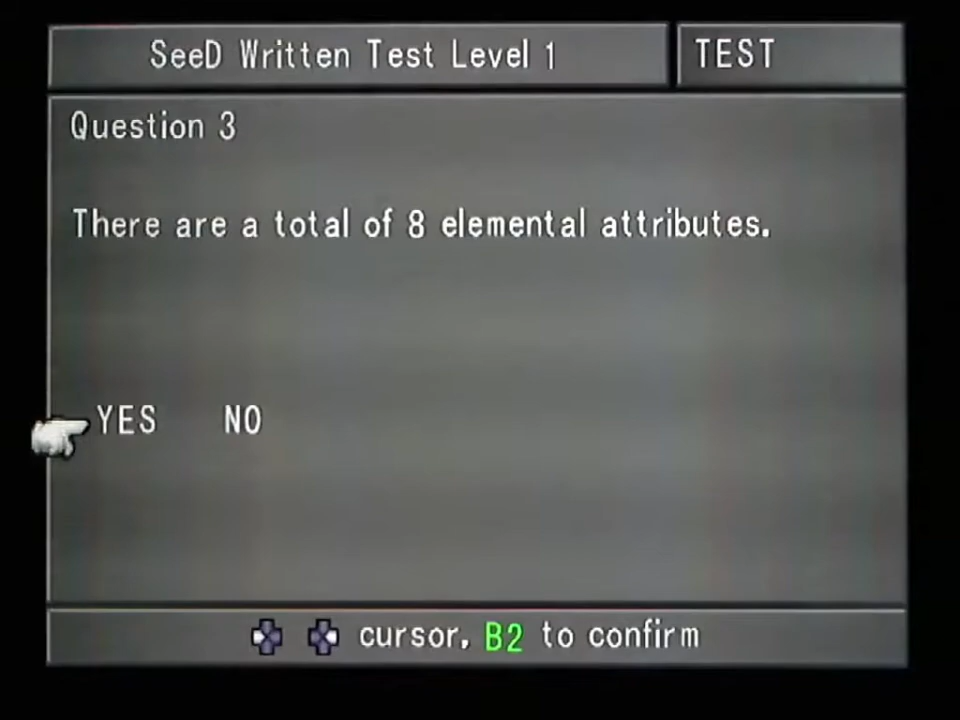 SeeD Written Test Level 1
TEST
Question 3
There are a total of 8 elemental attributes.
YES NO
cursor, B2 to confirm